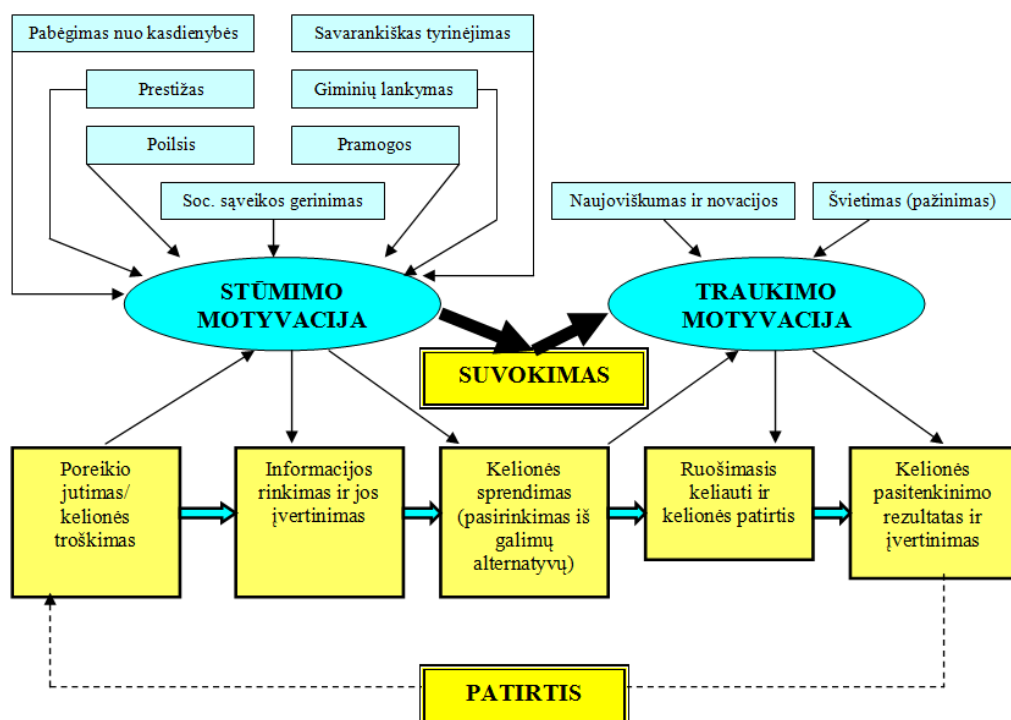 Pabėgimas nuo kasdienybės
Savarankiškas tyrinėjimas
Prestižas
Giminių lankymas
Poilsis
Pramogos
Soc. sąveikos gerinimas
Naujoviškumas ir novacijos
Švietimas (pažinimas)
STŪMIMO
MOTYVACIJA
TRAUKIMO
MOTYVACIJA
SUVOKIMAS
Poreikio
jutimas/
kelionės
troškimas
Informacijos
rinkimas ir jos
įvertinimas
Kelionės
sprendimas
(pasirinkimas iš
galimų
alternatyvų)
Ruošimasis
keliauti ir
kelionės patirtis
Kelionės
pasitenkinimo
rezultatas ir
įvertinimas
PATIRTIS